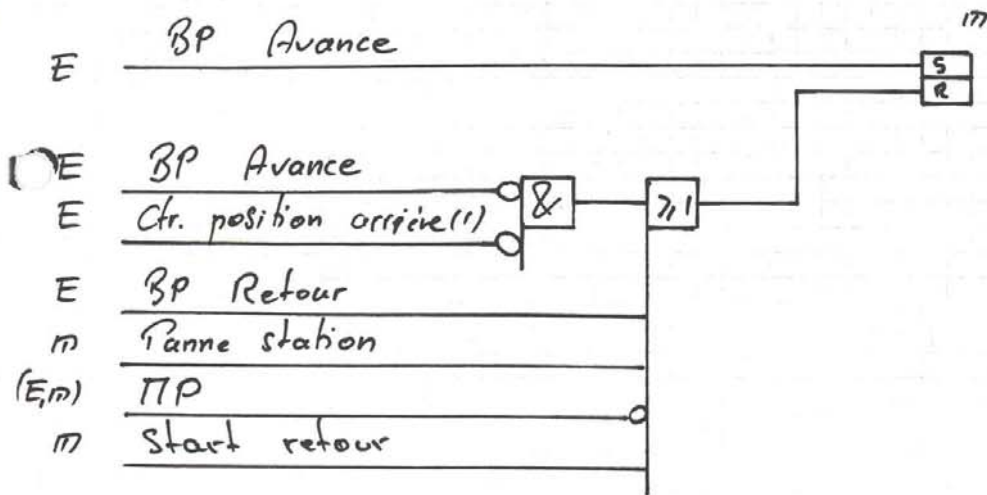 m
E BP Avance S
R
E BP Avance & ≥1
E Ctr. position arrière (1)
E BP Retour
m Panne station
(E,m) MP
m Start retour